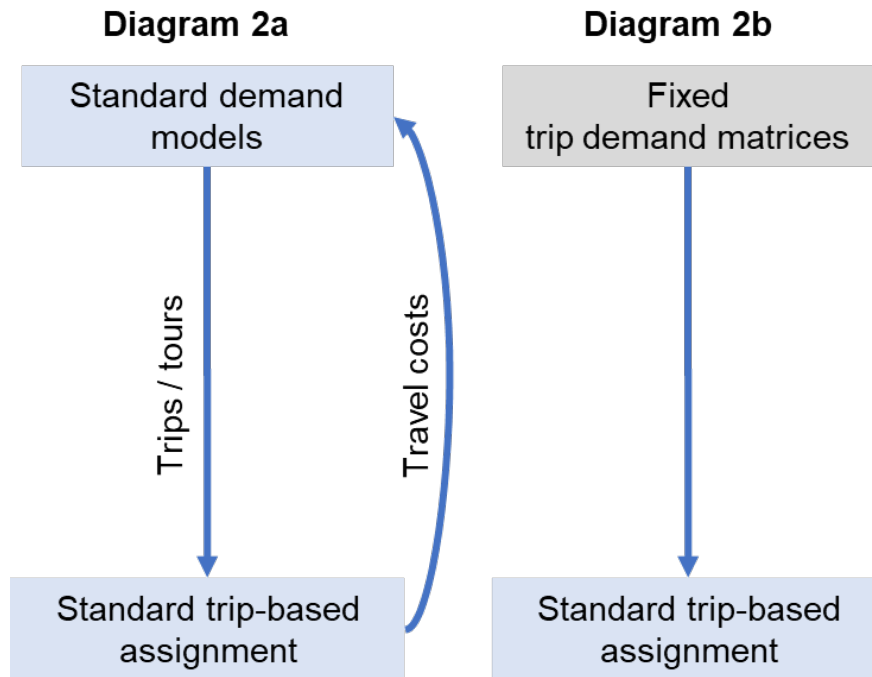 Diagram 2a
Standard demand
models
Trips / tours
Travel costs
Standard trip-based
assignment
Diagram 2b
Fixed
trip demand matrices
Standard trip-based
assignment